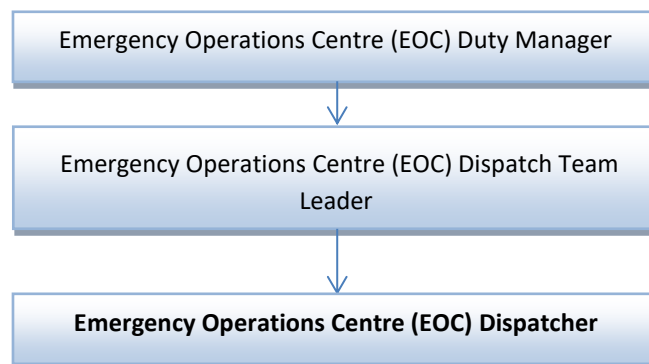 Emergency Operations Centre (EOC) Duty Manager
Emergency Operations Centre (EOC) Dispatch Team
Leader
Emergency Operations Centre (EOC) Dispatcher